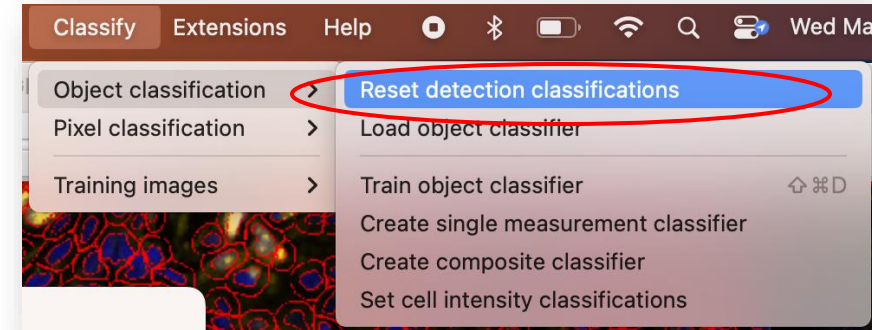 Classify Extensions Help Wed Ma
Object classification
Pixel classification
Training images
Reset detection classifications
Load object classifier
Train object classifier ⇧⌘D
Create single measurement classifier
Create composite classifier
Set cell intensity classifications